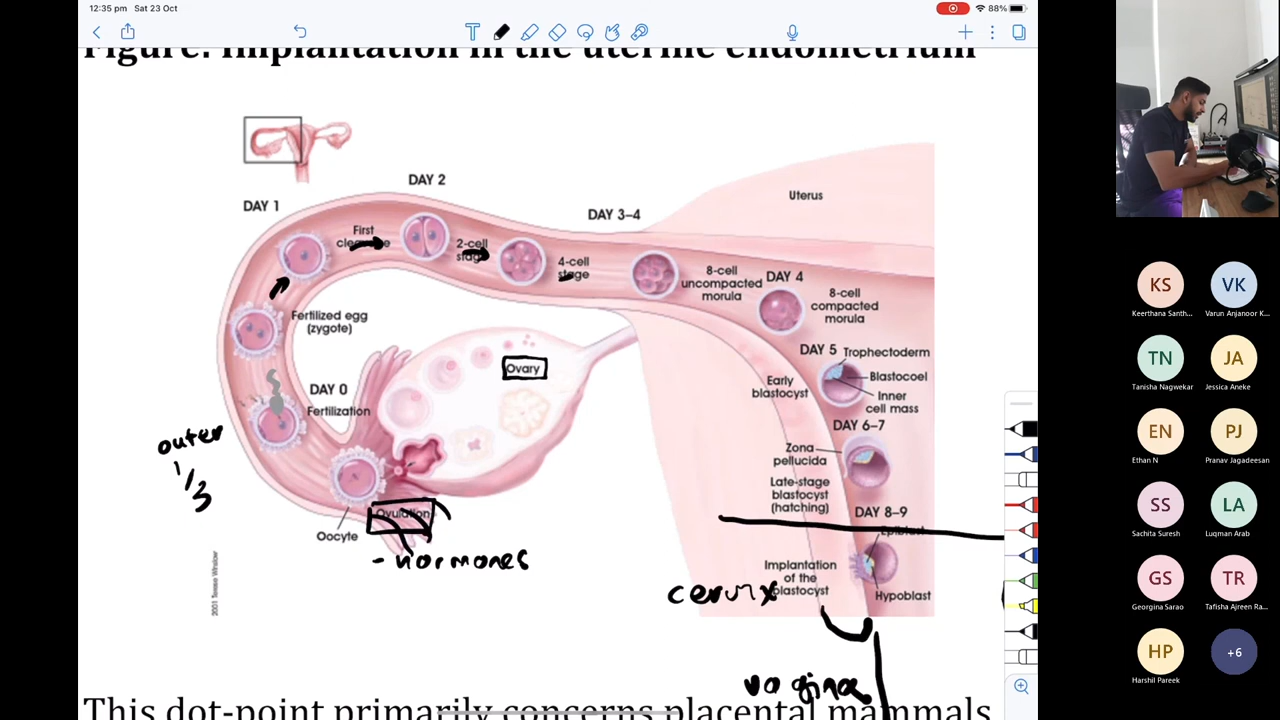 12:35 pm Sat 23 Oct
88%
Figure: Implantation in the uterine endometrium
DAY 2
DAY 1
Uterus
DAY 3–4
First
cleavage
2-cell
stage
4-cell
stage
8-cell
uncompacted
morula
DAY 4
8-cell
compacted
morula
Fertilized egg
(zygote)
DAY 5
Trophectoderm
Blastocoel
Inner
cell mass
Early
blastocyst
Ovary
DAY 0
Fertilization
outer
1/3
DAY 6–7
Zona
pellucida
Late-stage
blastocyst
(hatching)
DAY 8–9
Epiblast
Ovulation
Oocyte
- hormones
Implantation
of the
blastocyst
Hypoblast
cervix
vagina
2001 Terese Winslow
This dot-point primarily concerns placental mammals
KS
VK
Keerthana Santh...
Varun Anjanoor K...
TN
JA
Tanisha Nagwekar
Jessica Aneke
EN
PJ
Ethan N
Pranav Jagadeesan
SS
LA
Sachita Suresh
Luqman Arab
GS
TR
Georgina Sarao
Tafisha Ajreen Ra...
HP
+6
Harshil Pareek